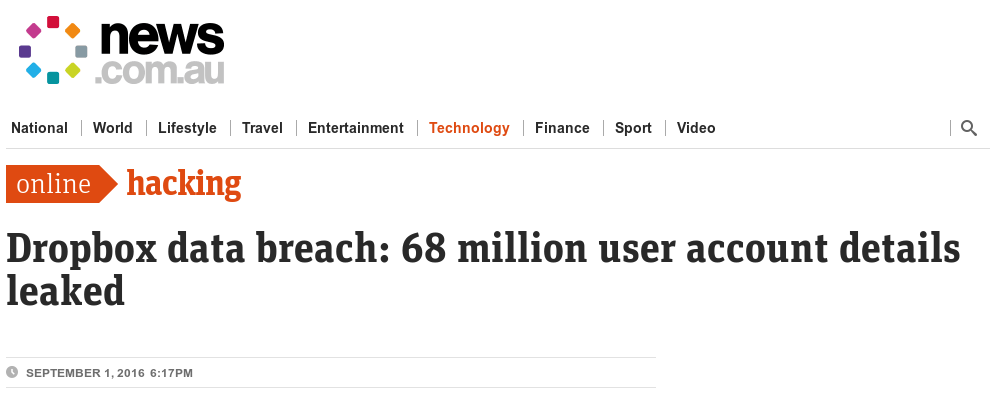 news
.com.au
National World Lifestyle Travel Entertainment Technology Finance Sport Video
online hacking
Dropbox data breach: 68 million user account details
leaked
SEPTEMBER 1, 2016 6:17PM